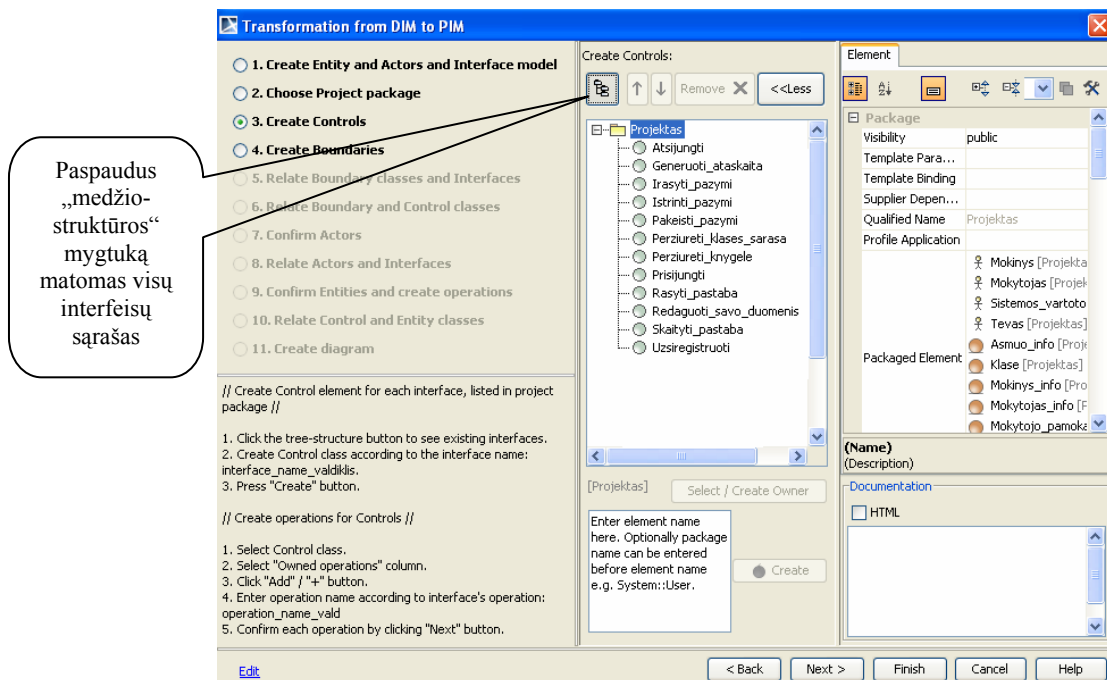 Transformation from DIM to PIM
Paspaudus
„medžio-
struktūros“
mygtuką
matomas visų
interfeisų
sąrašas
1. Create Entity and Actors and Interface model
2. Choose Project package
3. Create Controls
4. Create Boundaries
5. Relate Boundary classes and Interfaces
6. Relate Boundary and Control classes
7. Confirm Actors
8. Relate Actors and Interfaces
9. Confirm Entities and create operations
10. Relate Control and Entity classes
11. Create diagram
// Create Control element for each interface, listed in project
package //
1. Click the tree-structure button to see existing interfaces.
2. Create Control class according to the interface name:
interface_name_valdiklis.
3. Press "Create" button.
// Create operations for Controls //
1. Select Control class.
2. Select "Owned operations" column.
3. Click "Add" / "+" button.
4. Enter operation name according to interface's operation:
operation_name_vald
5. Confirm each operation by clicking "Next" button.
Create Controls:
Remove
<<Less
Projektas
Atsijungti
Generuoti_ataskaita
Irasyti_pazymi
Istrinti_pazymi
Pakeisti_pazymi
Perziureti_klases_sarasa
Perziureti_knygele
Prisijungti
Rasyti_pastaba
Redaguoti_savo_duomenis
Skaityti_pastaba
Uzsiregistruoti
[Projektas]
Select / Create Owner
Enter element name
here. Optionally package
name can be entered
before element name
e.g. System::User.
Create
Element
Package
Visibility public
Template Para...
Template Binding
Supplier Depen...
Qualified Name Projektas
Profile Application
Packaged Element
Mokinys [Projekta
Mokytojas [Projek
Sistemos_vartoto
Tevas [Projektas]
Asmuo_info [Proje
Klase [Projektas]
Mokinys_info [Pro
Mokytojas_info [F
Mokytojo_pamoka
(Name)
(Description)
Documentation
HTML
Edit
< Back
Next >
Finish
Cancel
Help